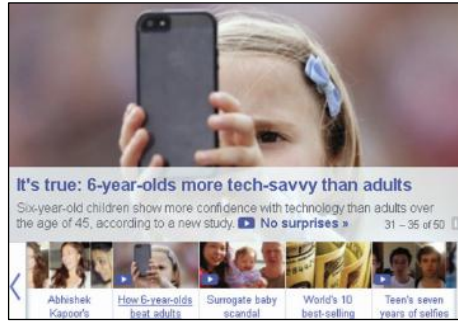 It's true: 6-year-olds more tech-savvy than adults
Six-year-old children show more confidence with technology than adults over
the age of 45, according to a new study. No surprises »
31 – 35 of 50
Abhishek
Kapoor's
How 6-year-olds
beat adults
Surrogate baby
scandal
World's 10
best-selling
Teen's seven
years of selfies